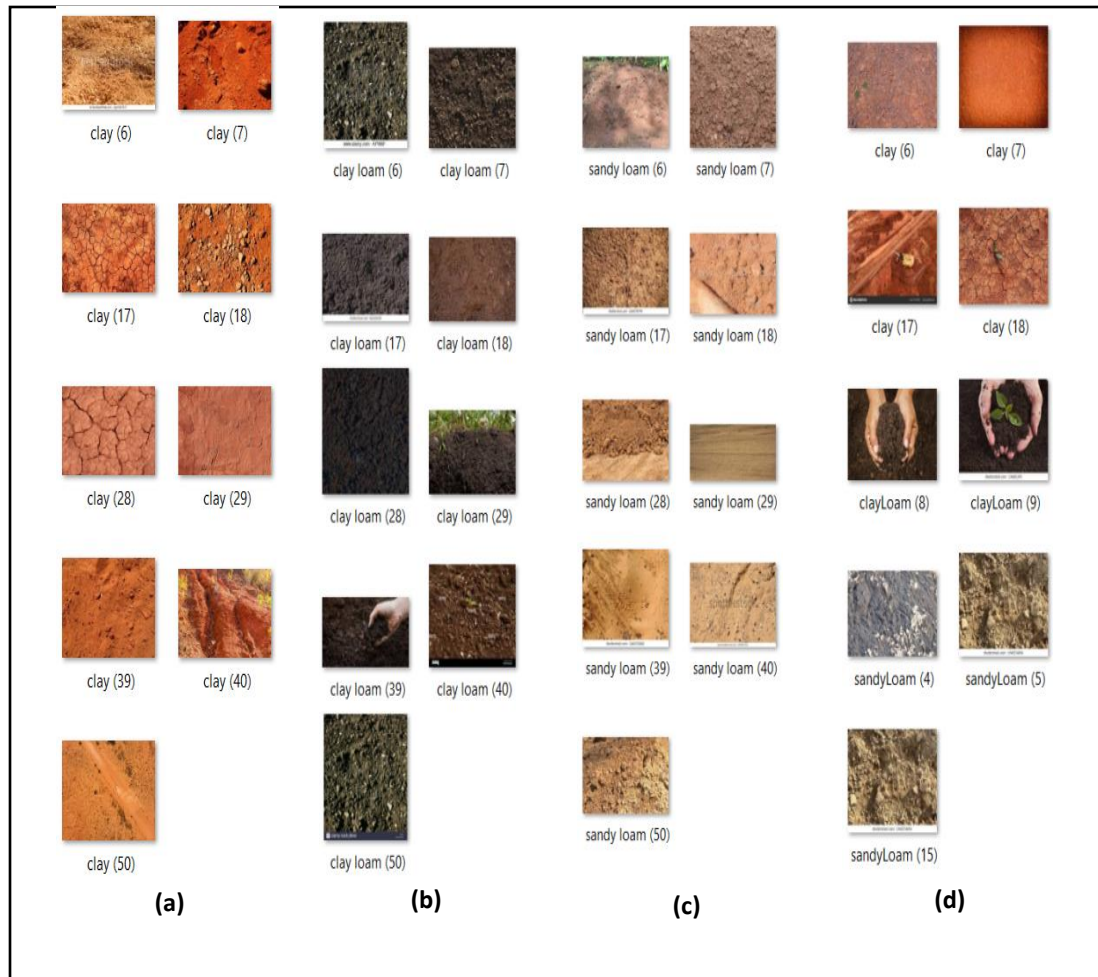 clay (6) clay (7)
clay (17) clay (18)
clay (28) clay (29)
clay (39) clay (40)
clay (50)
(a)
clay loam (6) clay loam (7)
clay loam (17) clay loam (18)
clay loam (28) clay loam (29)
clay loam (39) clay loam (40)
clay loam (50)
(b)
sandy loam (6) sandy loam (7)
sandy loam (17) sandy loam (18)
sandy loam (28) sandy loam (29)
sandy loam (39) sandy loam (40)
sandy loam (50)
(c)
clay (6) clay (7)
clay (17) clay (18)
clayLoam (8) clayLoam (9)
sandyLoam (4) sandyLoam (5)
sandyLoam (15)
(d)